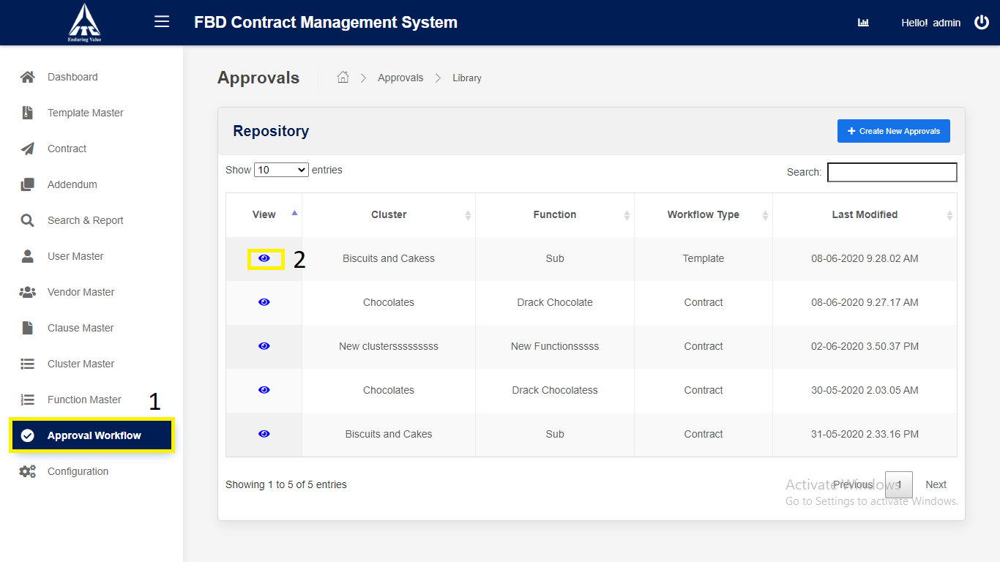 ITC
Enduring Value
FBD Contract Management System
Hello! admin
Dashboard
Template Master
Contract
Addendum
Search & Report
User Master
Vendor Master
Clause Master
Cluster Master
Function Master
1
Approval Workflow
Configuration
Approvals
Approvals
Library
Repository
+ Create New Approvals
Show 10 entries
Search:
View Cluster Function Workflow Type Last Modified
2 Biscuits and Cakess Sub Template 08-06-2020 9.28.02 AM
Chocolates Drack Chocolate Contract 08-06-2020 9.27.17 AM
New clusterssssssssss New Functionsssss Contract 02-06-2020 3.50.37 PM
Chocolates Drack Chocolatess Contract 30-05-2020 2.03.05 AM
Biscuits and Cakes Sub Contract 31-05-2020 2.33.16 PM
Showing 1 to 5 of 5 entries
Previous 1 Next
Activate Windows
Go to Settings to activate Windows.